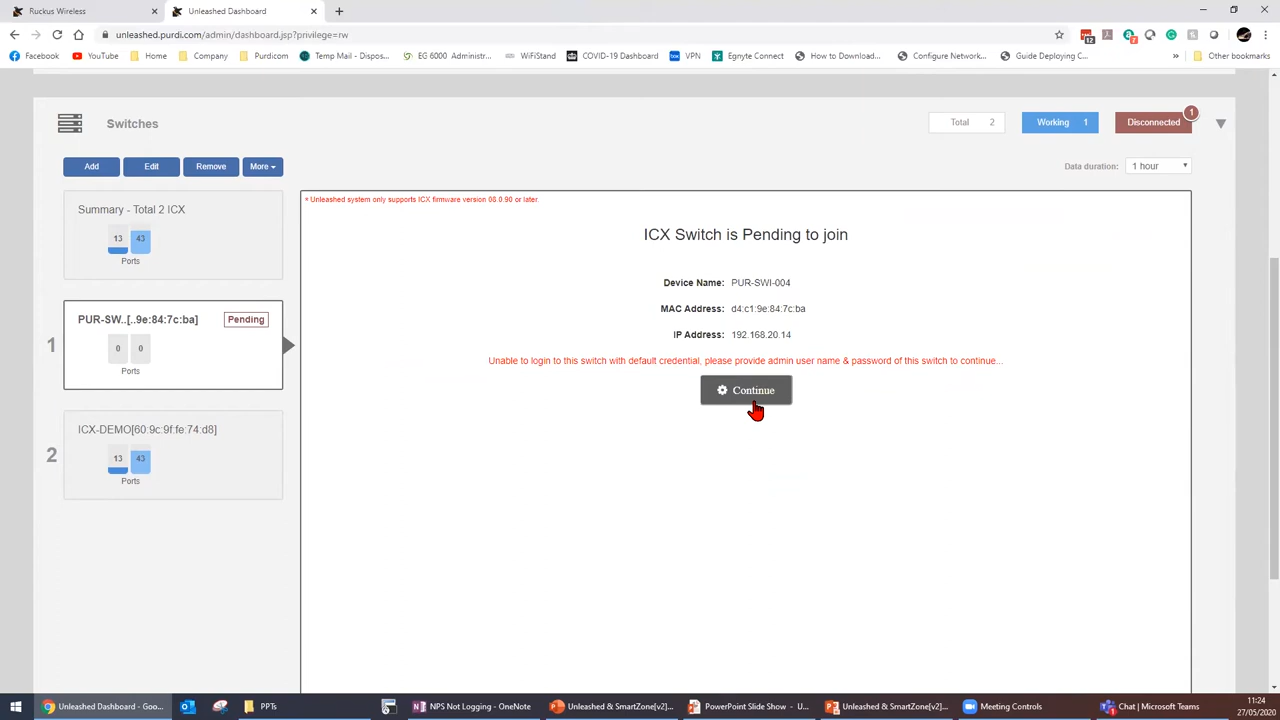 Ruckus Wireless
Unleashed Dashboard
unleashed.purdi.com/admin/dashboard.jsp?privilege=rw
Facebook
YouTube
Home
Company
Purdicom
Temp Mail - Dispos...
EG 6000 Administr...
WiFiStand
COVID-19 Dashboard
VPN
Egnyte Connect
How to Download...
Configure Network...
Guide Deploying C...
Other bookmarks
Switches
Total 2
Working 1
Disconnected
1
Add
Edit
Remove
More
Data duration:
1 hour
* Unleashed system only supports ICX firmware version 08.0.90 or later.
Summary - Total 2 ICX
13 43
Ports
ICX Switch is Pending to join
Device Name: PUR-SWI-004
MAC Address: d4:c1:9e:84:7c:ba
IP Address: 192.168.20.14
Unable to login to this switch with default credential, please provide admin user name & password of this switch to continue...
Continue
1
PUR-SW..[..9e:84:7c:ba]
Pending
0 0
Ports
2
ICX-DEMO[60:9c:9f:fe:74:d8]
13 43
Ports
Unleashed Dashboard - Goo...
PPTs
NPS Not Logging - OneNote
Unleashed & SmartZone[v2]...
PowerPoint Slide Show - U...
Unleashed & SmartZone[v2]...
Meeting Controls
Chat | Microsoft Teams
11:24
27/05/2020